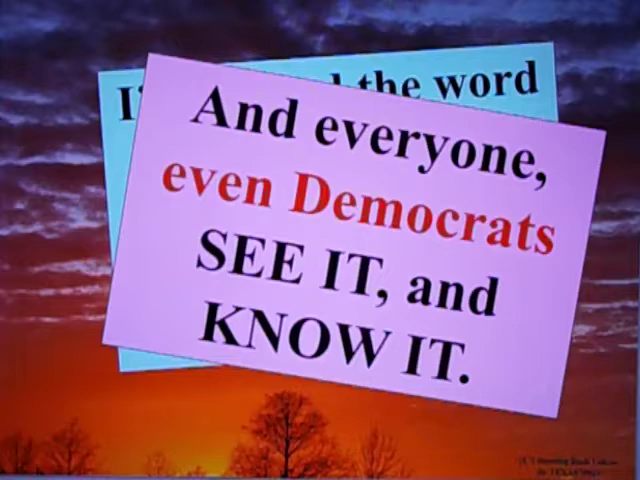 the word
And everyone,
even Democrats
SEE IT, and
KNOW IT.